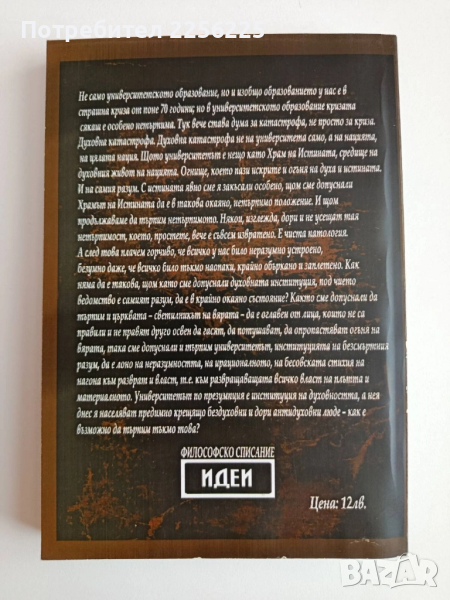 Потребител 2256225
Не само университетското образование, но и изобщо образованието у нас е в
страшна криза от поне 70 години; но в университетското образование кризата
сякаш е особено нетърпима. Тук вече става дума за катастрофа, не просто за криза.
Духовна катастрофа. Духовна катастрофа не на университета само, а на нацията,
на цялата нация. Щото университетът е нещо като Храм на Истината, средище на
духовния живот на нацията. Огнище, което пази искрите и огъня на духа и истината.
И на самия разум. С истината явно сме я закъсали особено, щом сме допуснали
Храмът на Истината да е в такова окаяно, нетърпимо положение. И щом
продължаваме да търпим нетърпимото. Някои, изглежда, дори и не усещат тая
нетърпимост, което, простете, вече е съвсем извратено. Е чиста патология.
А след това плачем горчиво, че всичко у нас било неразумно устроено,
безумно даже, че всичко било тъкмо наопаки, крайно объркано и заплетено. Как
няма да е такова, щом като сме допуснали духовната институция, под чието
ведомство е самият разум, да е в крайно окаяно състояние? Както сме допуснали да
търпим и църквата - светилникът на вярата - да е оглавен от лица, които не са
правили и не правят друго освен да гасят, да потушават, да опропастяват огъня на
вярата, така сме допуснали и търпим университетът, институцията на безсмъртния
разум, да е лоно на неразумността, на ирационалното, на бесовската стихия на
нагона към разврат и власт, т.е. към развращаващата всичко власт на плътта и
материалното. Университетът по презумпция е институция на духовността, а нея
днес я населяват предимно крещящо бездуховни и дори антидуховни люде - как е
възможно да търпим тъкмо това?
ФИЛОСОФСКО СПИСАНИЕ
ИДЕИ
Цена: 12лв.
BAZAR